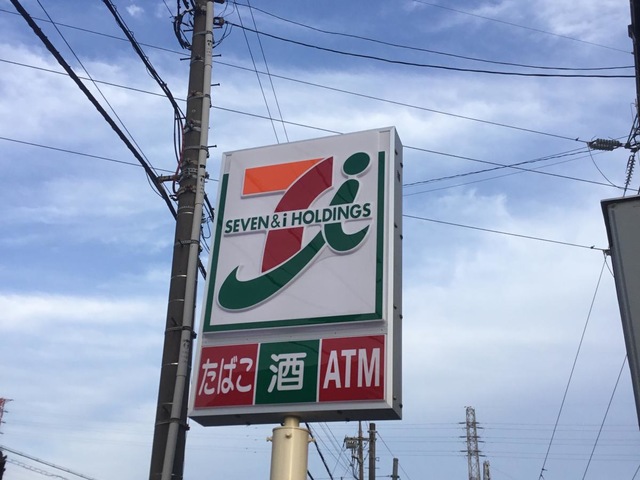 SEVEN & i HOLDINGS
たばこ 酒 ATM